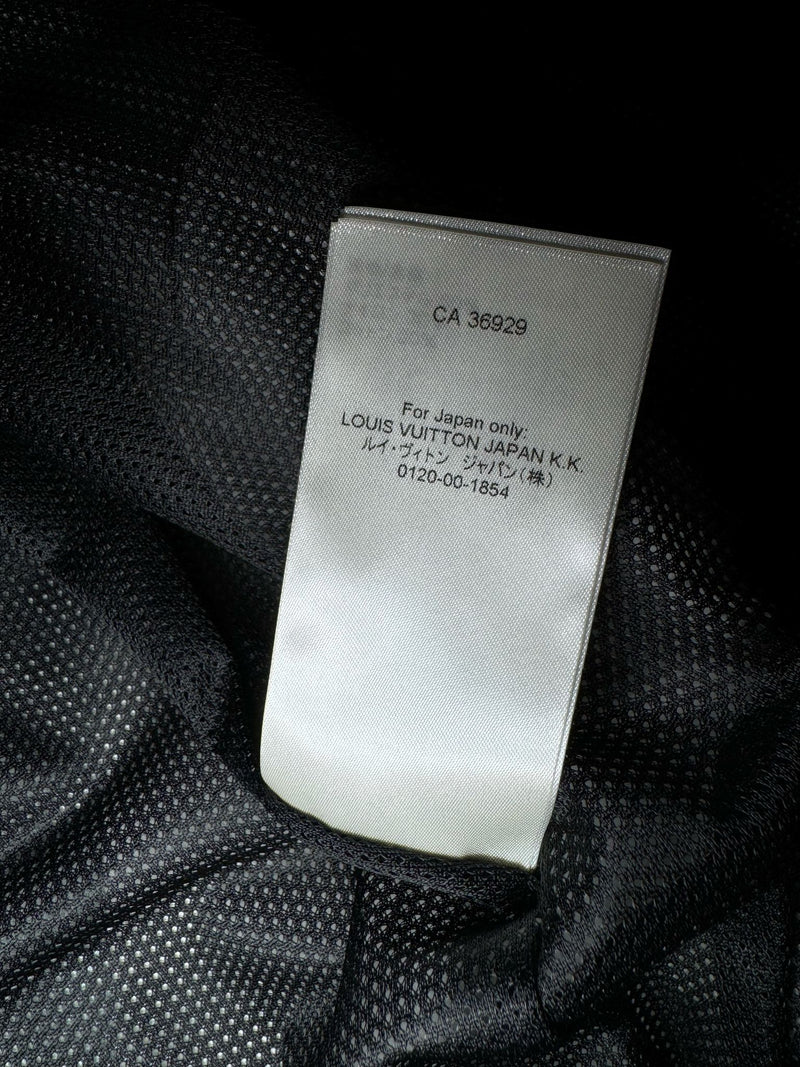 CA 36929
For Japan only:
LOUIS VUITTON JAPAN K.K.
ルイ・ヴィトン　ジャパン(株)
0120-00-1854